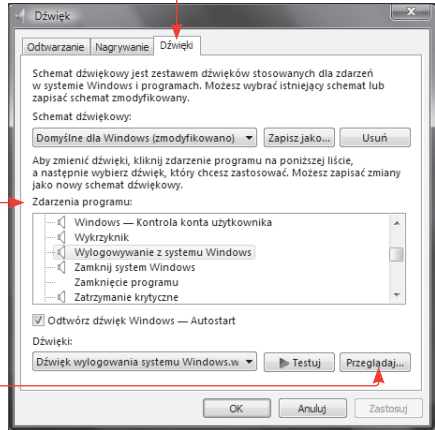 Dźwięk
Odtwarzanie Nagrywanie Dźwięki
Schemat dźwiękowy jest zestawem dźwięków stosowanych dla zdarzeń
w systemie Windows i programach. Możesz wybrać istniejący schemat lub
zapisać schemat zmodyfikowany.
Schemat dźwiękowy:
Domyślne dla Windows (zmodyfikowano) Zapisz jako... Usuń
Aby zmienić dźwięki, kliknij zdarzenie programu na poniższej liście,
a następnie wybierz dźwięk, który chcesz zastosować. Możesz zapisać zmiany
jako nowy schemat dźwiękowy.
Zdarzenia programu:
Windows — Kontrola konta użytkownika
Wykrzyknik
Wylogowywanie z systemu Windows
Zamknij system Windows
Zamknięcie programu
Zatrzymanie krytyczne
Odtwórz dźwięk Windows — Autostart
Dźwięki:
Dźwięk wylogowania systemu Windows.w Testuj Przeglądaj...
OK Anuluj Zastosuj